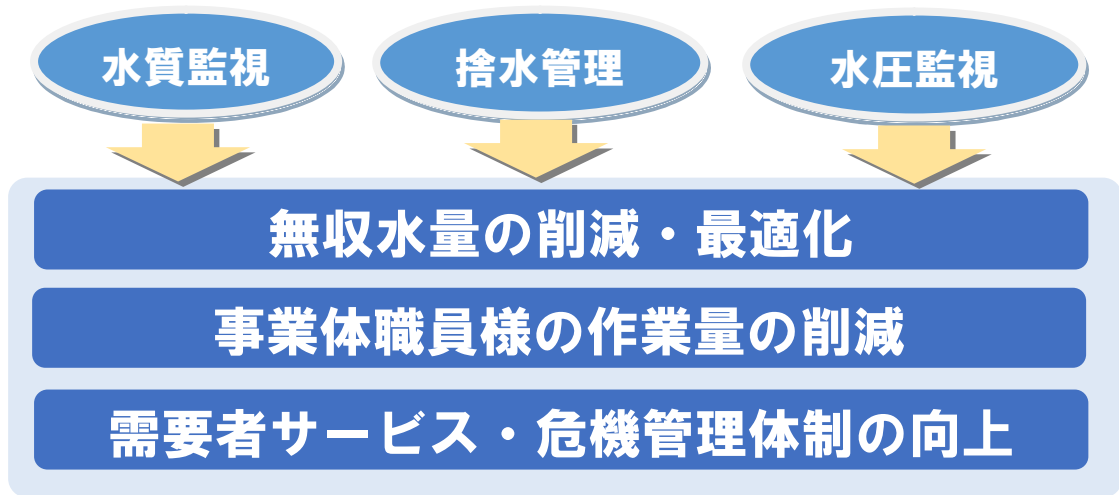 水質監視
捨水管理
水圧監視
無収水量の削減・最適化
事業体職員様の作業量の削減
需要者サービス・危機管理体制の向上